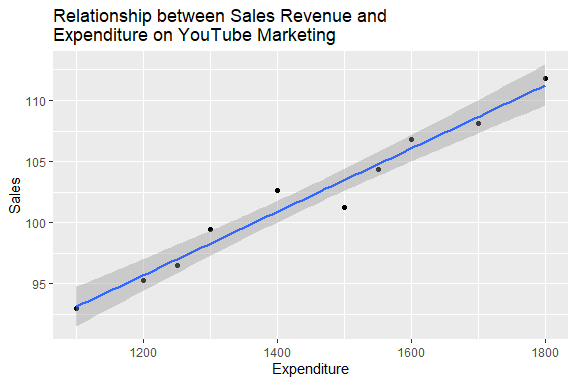 Relationship between Sales Revenue and
Expenditure on YouTube Marketing
110
105
100
95
Sales
1200 1400 1600 1800
Expenditure